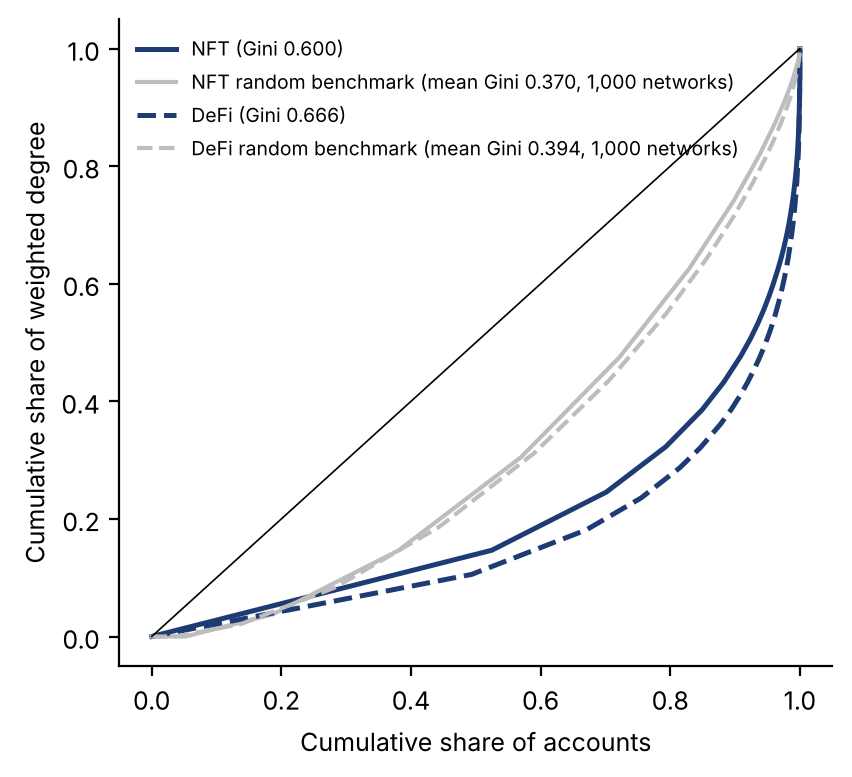 NFT (Gini 0.600)
NFT random benchmark (mean Gini 0.370, 1,000 networks)
DeFi (Gini 0.666)
DeFi random benchmark (mean Gini 0.394, 1,000 networks)
Cumulative share of weighted degree
1.0
0.8
0.6
0.4
0.2
0.0
0.0 0.2 0.4 0.6 0.8 1.0
Cumulative share of accounts